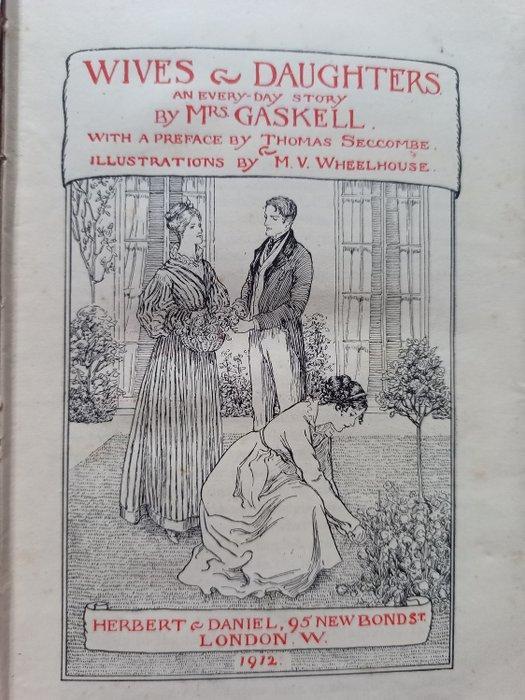 WIVES & DAUGHTERS
AN EVERY-DAY STORY
BY MRS. GASKELL.
WITH A PREFACE BY THOMAS SECCOMBE.
&
ILLUSTRATIONS BY M. V. WHEELHOUSE.
HERBERT & DANIEL, 95 NEW BOND ST.
LONDON. W.
1912.